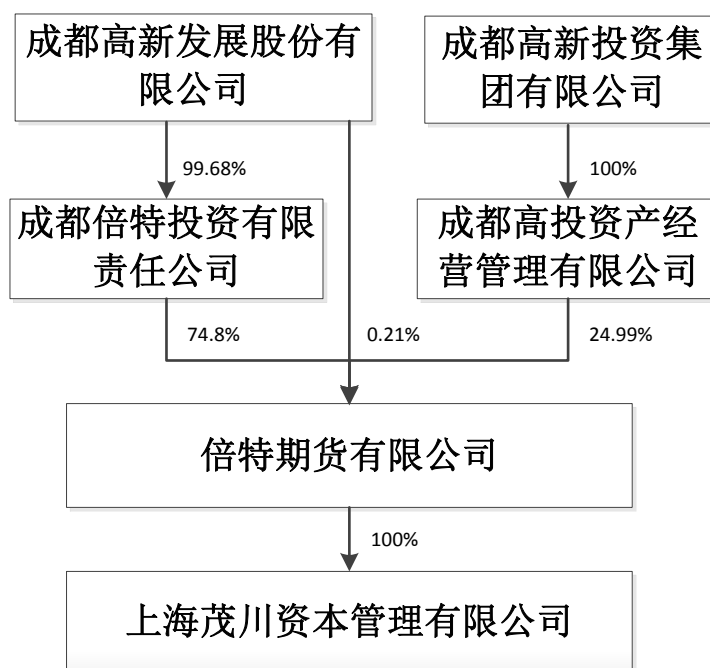 成都高新发展股份有
限公司
成都高新投资集
团有限公司
99.68%
100%
成都倍特投资有限
责任公司
成都高投资产经
营管理有限公司
74.8%
0.21%
24.99%
倍特期货有限公司
100%
上海茂川资本管理有限公司